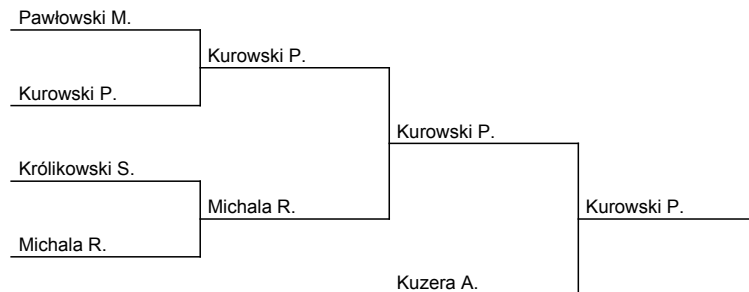 Pawłowski M.
Kurowski P.
Kurowski P.
Kurowski P.
Królikowski S.
Michala R.
Kurowski P.
Michala R.
Kuzera A.